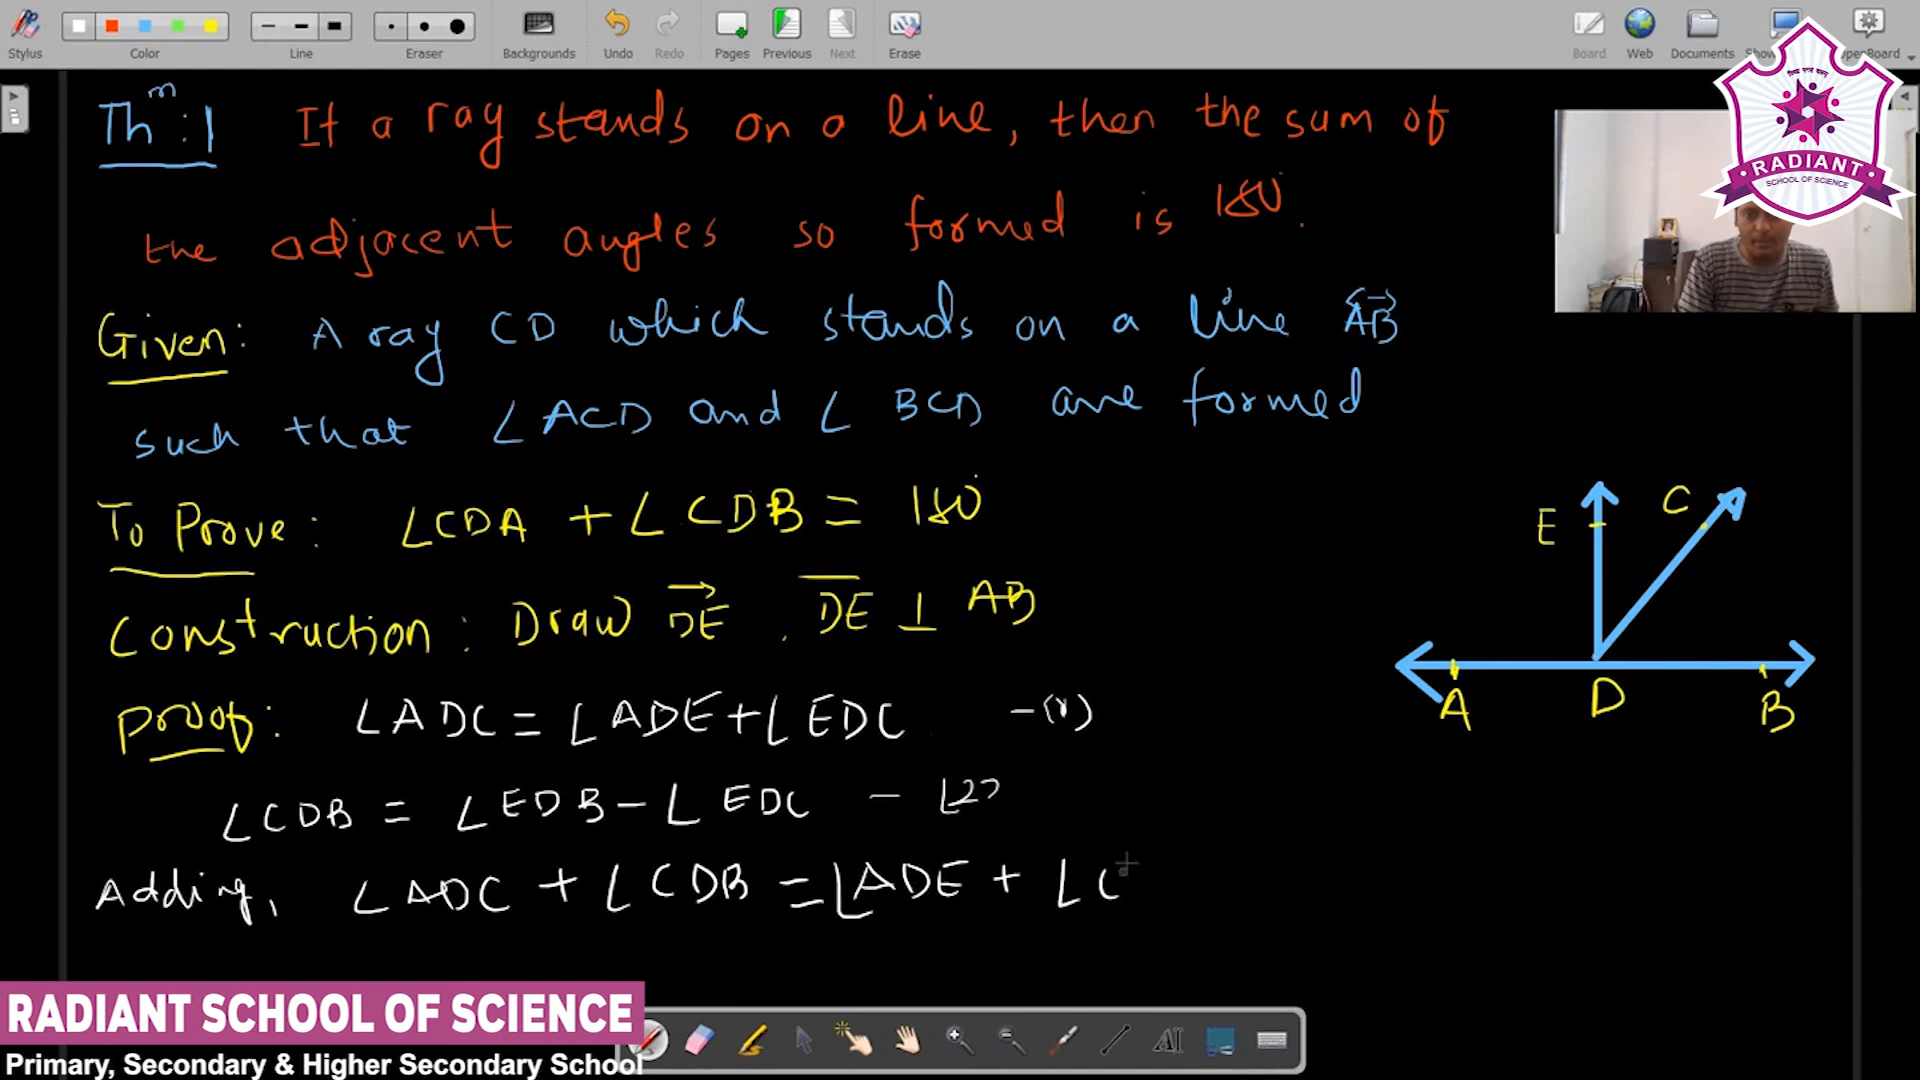 Stylus Color Line Eraser Backgrounds Undo Redo Pages Previous Next Erase Board Web Documents
Th^m : 1 If a ray stands on a line, then the sum of
the adjacent angles so formed is 180°.
Given: A ray CD which stands on a line AB
such that ∠ACD and ∠BCD are formed
To Prove: ∠CDA + ∠CDB = 180°
Construction: Draw DE . DE ⊥ AB
Proof: ∠ADC = ∠ADE + ∠EDC - (1)
∠CDB = ∠EDB - ∠EDC - (2)
Adding, ∠ADC + ∠CDB = ∠ADE + ∠
E C
A D B
RADIANT
SCHOOL OF SCIENCE
RADIANT SCHOOL OF SCIENCE
Primary, Secondary & Higher Secondary School